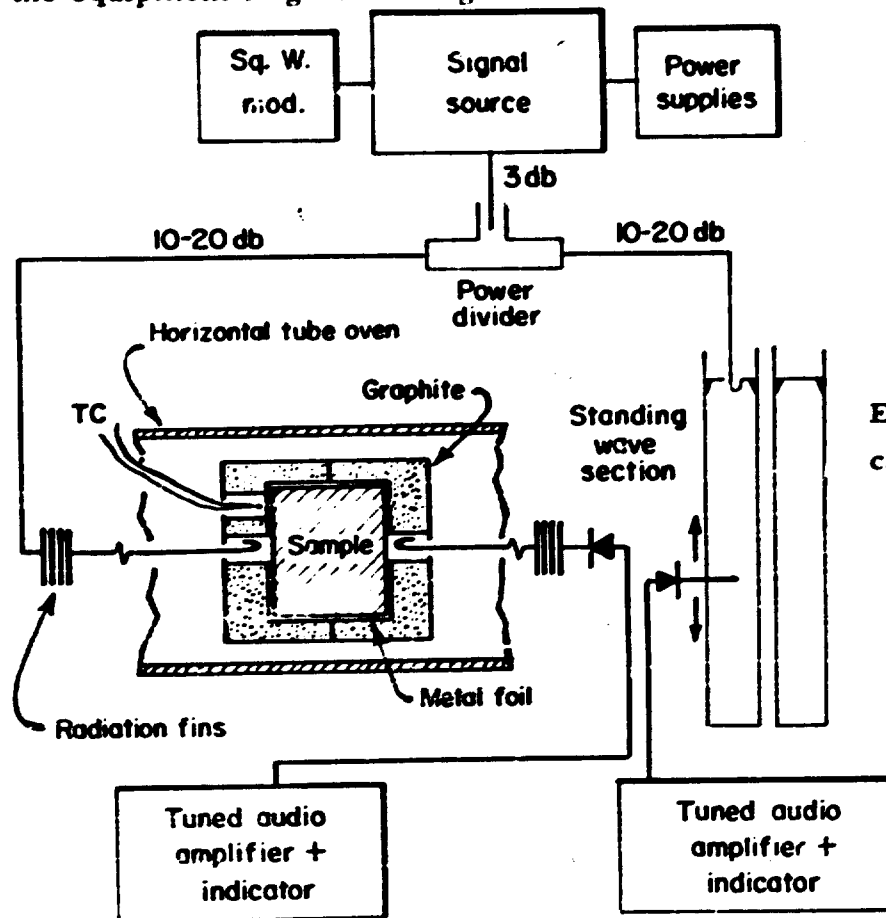 Sq. W.
mod.
Signal
source
Power
supplies
3 db
10-20 db
10-20 db
Power
divider
Horizontal tube oven
TC
Graphite
Standing
wave
section
E
c
Sample
Metal foil
Radiation fins
Tuned audio
amplifier +
indicator
Tuned audio
amplifier +
indicator